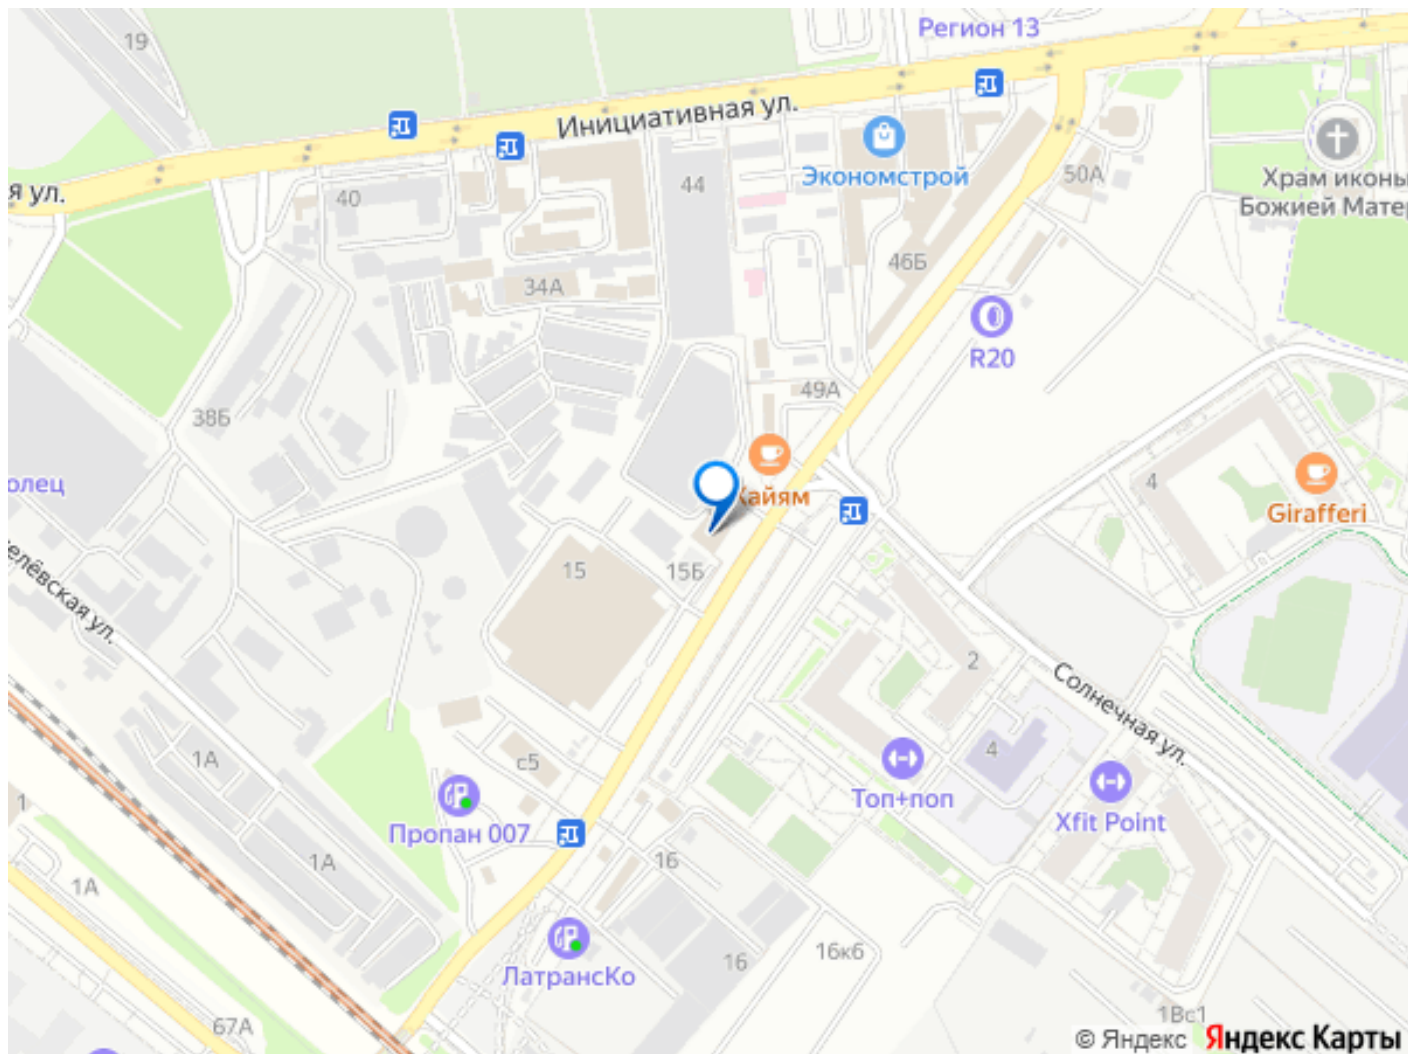 19
Регион 13
Инициативная ул.
я ул.
40
44
Экономстрой
50А
Храм иконы
Божией Матер
34А
46Б
R20
49А
38Б
4
Кайям
олец
Girafferi
елёвская ул.
15
15Б
2
Солнечная ул.
1А
с5
4
Топ+поп
Xfit Point
1
Пропан 007
1А
16
1А
ЛатрансКо
16
16к6
67А
1Вс1
© Яндекс Яндекс Карты